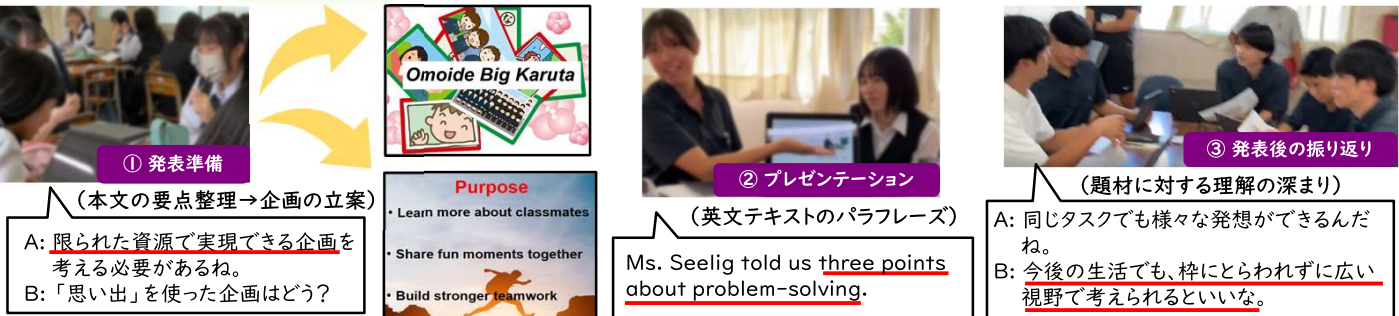 ① 発表準備
(本文の要点整理→企画の立案)
A: 限られた資源で実現できる企画を
考える必要があるね。
B: 「思い出」を使った企画はどう?
な
Omoide Big Karuta
Purpose
・Learn more about classmates
・Share fun moments together
・Build stronger teamwork
② プレゼンテーション
(英文テキストのパラフレーズ)
Ms. Seelig told us three points
about problem-solving.
③ 発表後の振り返り
(題材に対する理解の深まり)
A: 同じタスクでも様々な発想ができるんだ
ね。
B: 今後の生活でも、枠にとらわれずに広い
視野で考えられるといいな。